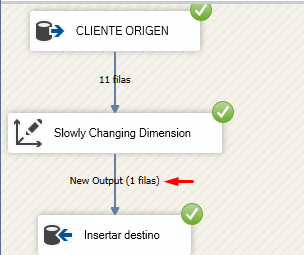 CLIENTE ORIGEN
11 filas
Slowly Changing Dimension
New Output (1 filas)
Insertar destino